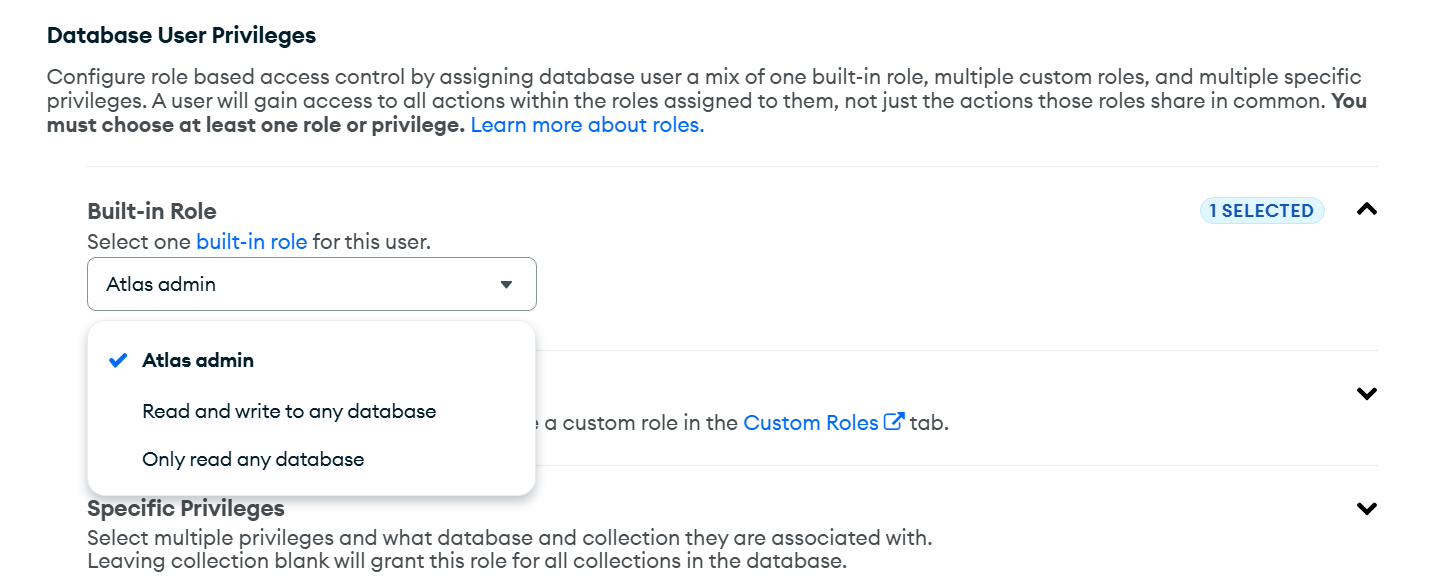 Database User Privileges
Configure role based access control by assigning database user a mix of one built-in role, multiple custom roles, and multiple specific
privileges. A user will gain access to all actions within the roles assigned to them, not just the actions those roles share in common. You
must choose at least one role or privilege. Learn more about roles.
Built-in Role
1 SELECTED
Select one built-in role for this user.
Atlas admin
Atlas admin
Read and write to any database
a custom role in the Custom Roles tab.
Only read any database
Specific Privileges
Select multiple privileges and what database and collection they are associated with.
Leaving collection blank will grant this role for all collections in the database.